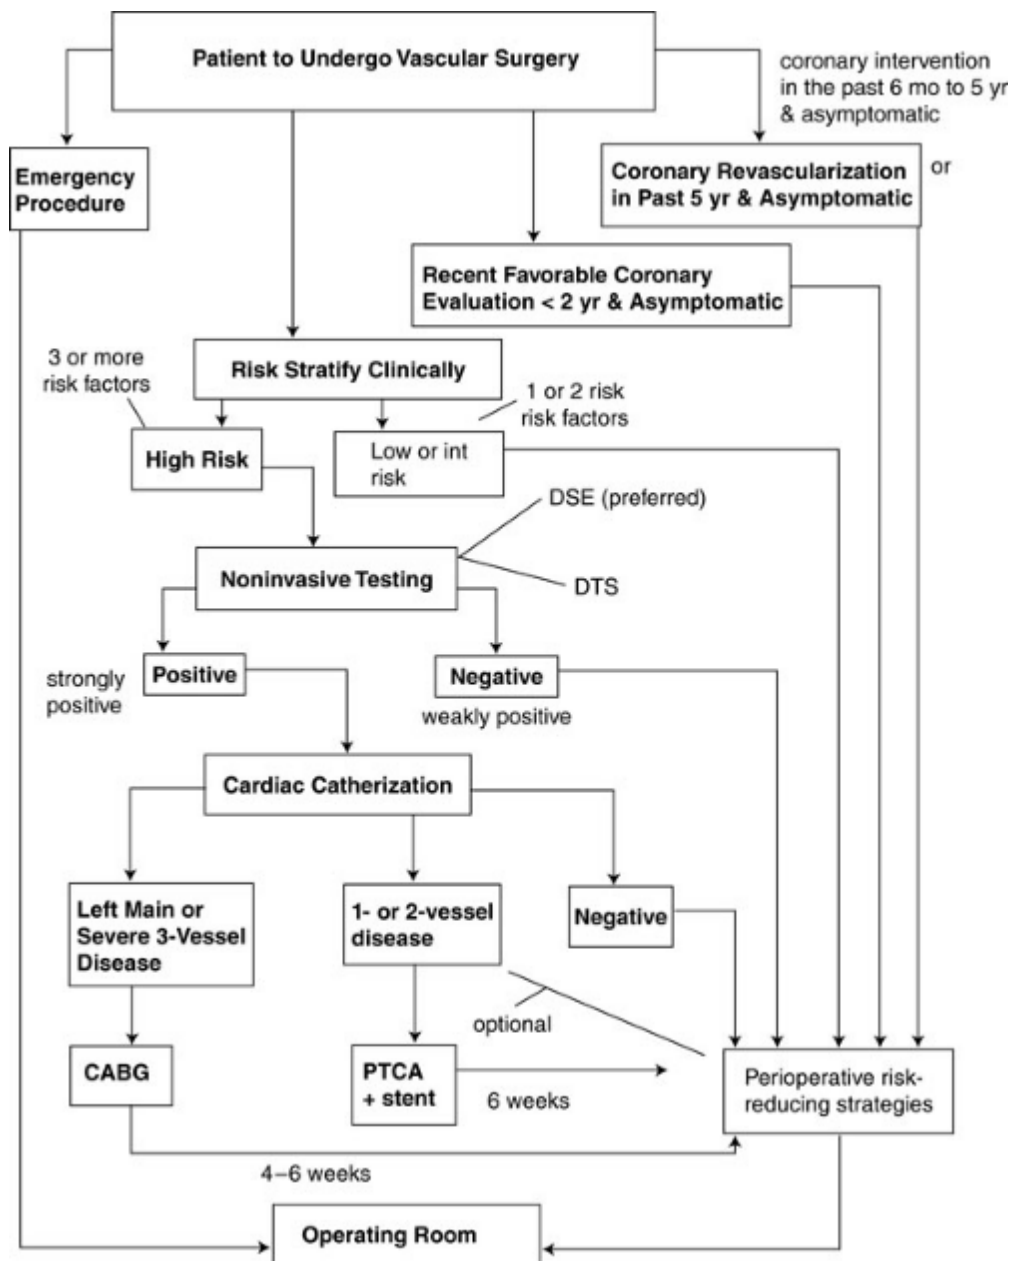 Patient to Undergo Vascular Surgery
coronary intervention
in the past 6 mo to 5 yr
& asymptomatic
Emergency
Procedure
Coronary Revascularization
in Past 5 yr & Asymptomatic
or
Recent Favorable Coronary
Evaluation < 2 yr & Asymptomatic
Risk Stratify Clinically
3 or more
risk factors
1 or 2 risk
risk factors
High Risk
Low or int
risk
DSE (preferred)
Noninvasive Testing
DTS
strongly
positive
Positive
Negative
weakly positive
Cardiac Catherization
Left Main or
Severe 3-Vessel
Disease
1- or 2-vessel
disease
Negative
optional
CABG
PTCA
+ stent
6 weeks
Perioperative risk-
reducing strategies
4–6 weeks
Operating Room